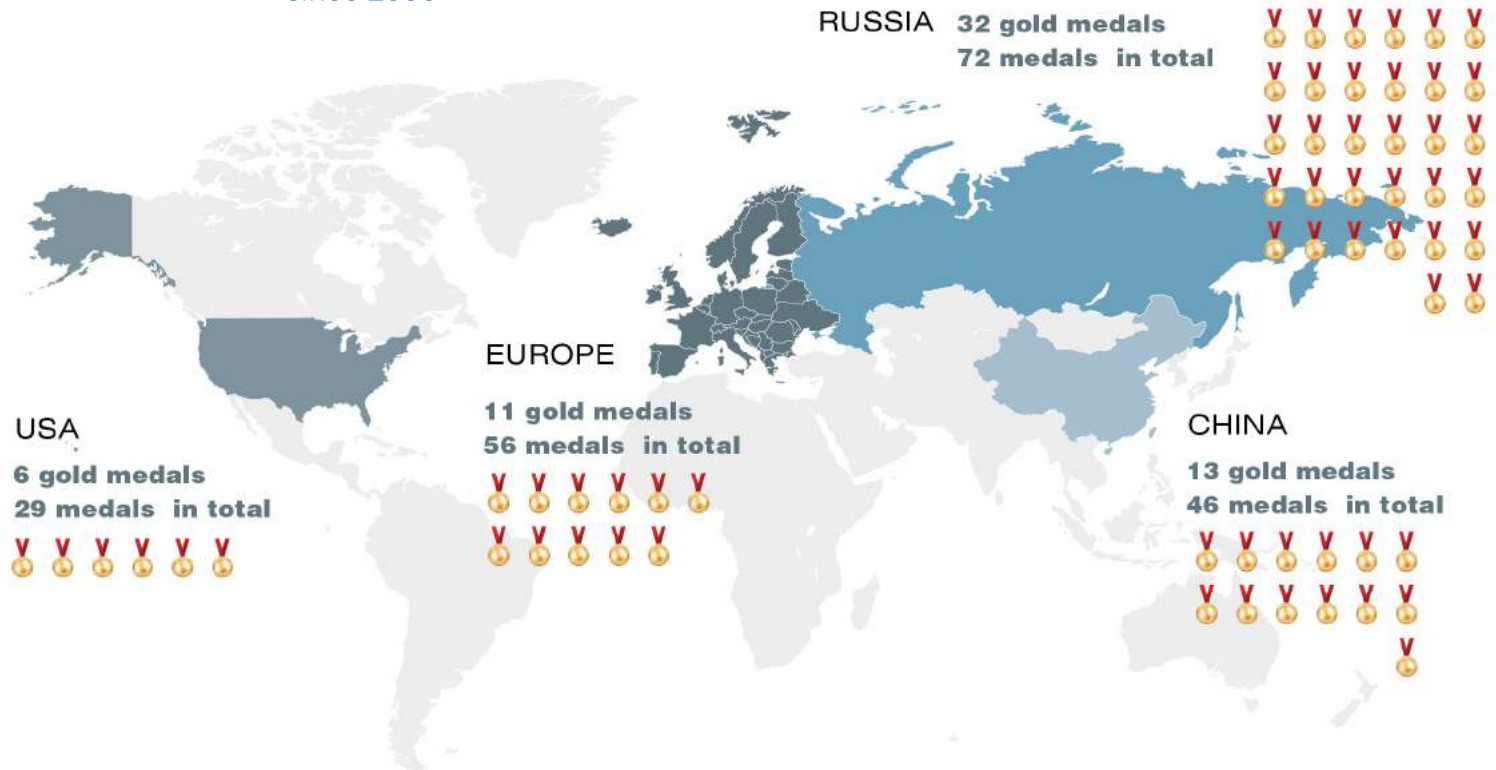 RUSSIA 32 gold medals
72 medals in total
EUROPE
11 gold medals
56 medals in total
USA
6 gold medals
29 medals in total
CHINA
13 gold medals
46 medals in total